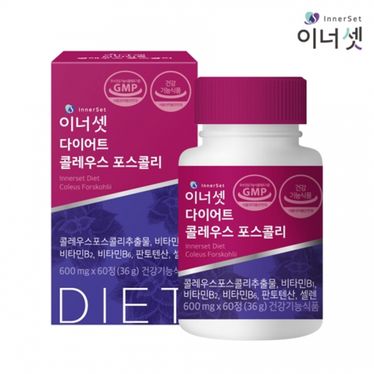 InnerSet
이너셋
InnerSet
이너셋
다이어트
콜레우스 포스콜리
Innerset Diet
Coleus Forskohlii
GMP
건강
기능식품
콜레우스포스콜리추출물, 비타민
비타민B₂, 비타민B₆, 판토텐산, 셀
600 mg x 60정 (36 g) 건강기능식품
DIET
InnerSet
이너셋
다이어트
콜레우스 포스콜리
Innerset Diet
Coleus Forskohlii
GMP
건강
기능식품
콜레우스포스콜리추출물, 비타민B₁,
비타민B₂, 비타민B₆, 판토텐산, 셀렌
600 mg x 60정 (36 g) 건강기능식품